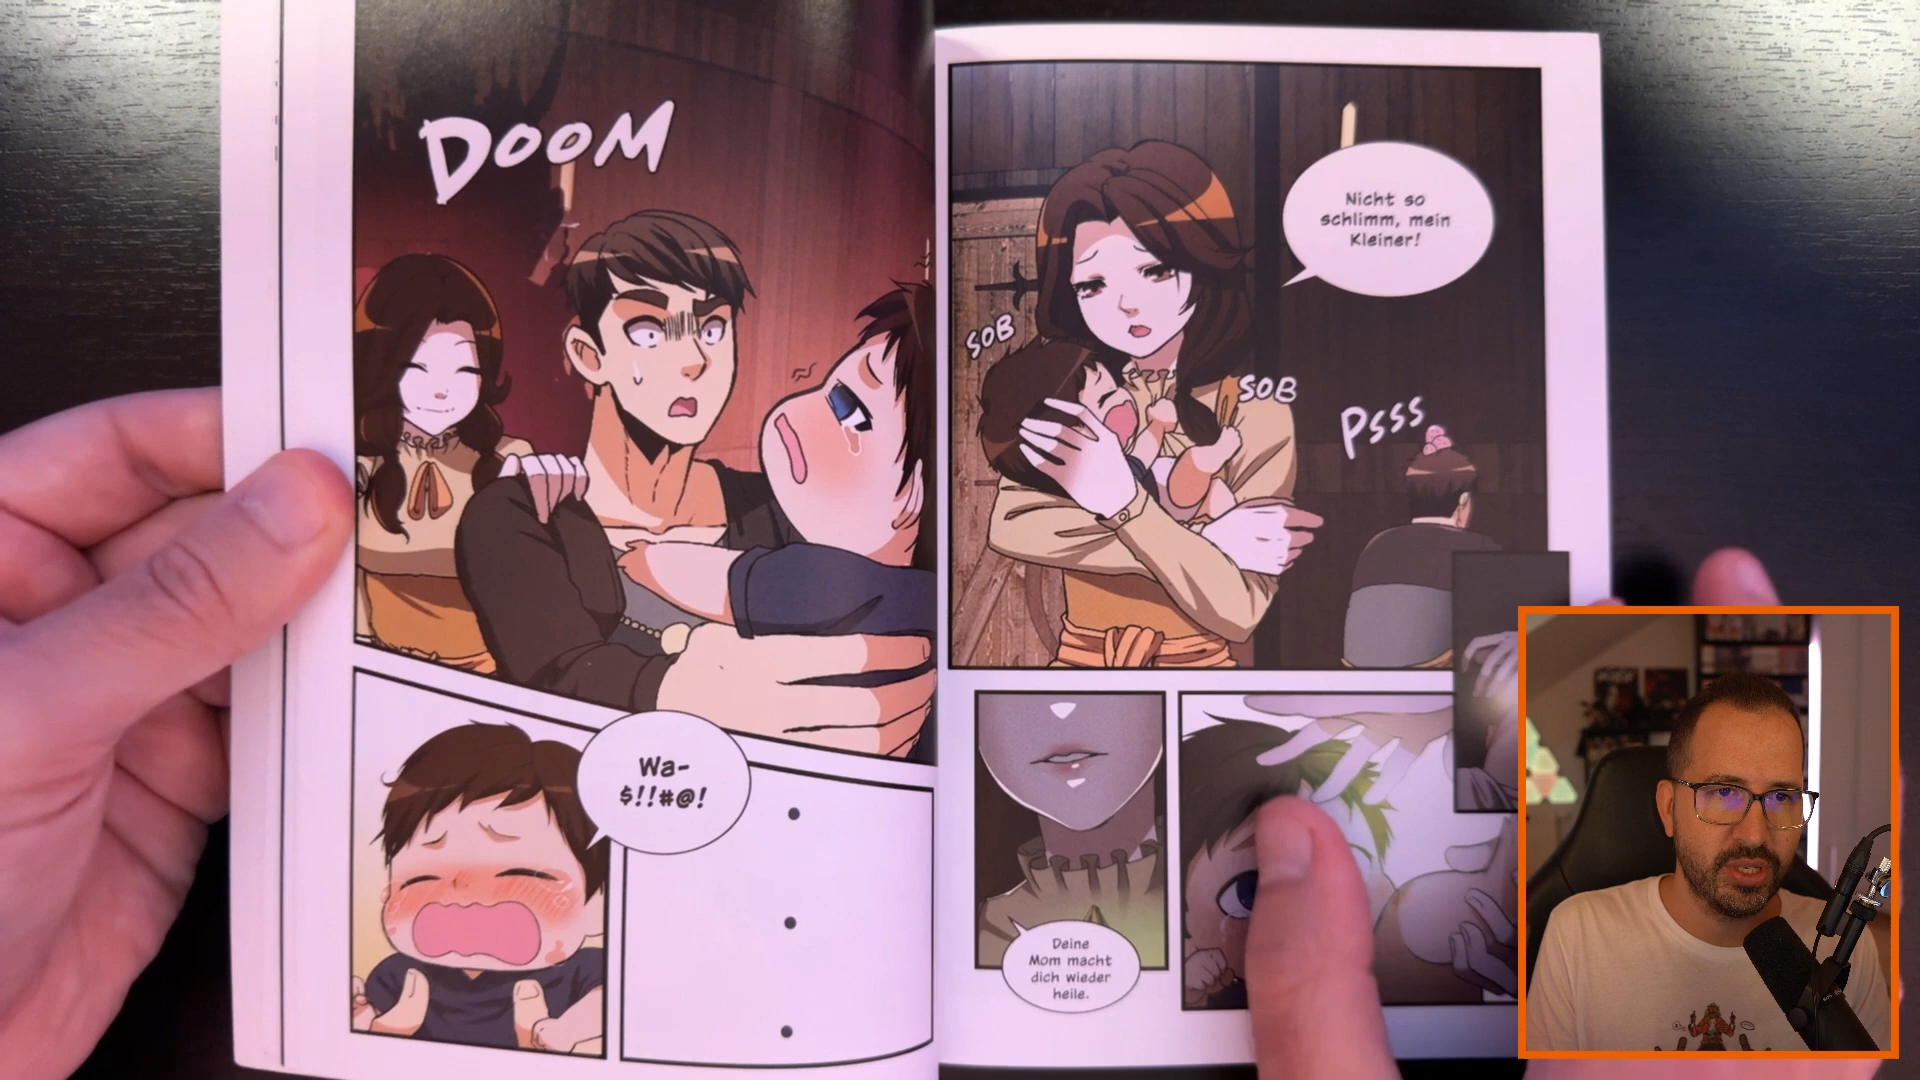 DOOM
Wa-
$!!#@!
Nicht so
schlimm, mein
Kleiner!
SOB
SOB
PSSS
Deine
Mom macht
dich wieder
heile.